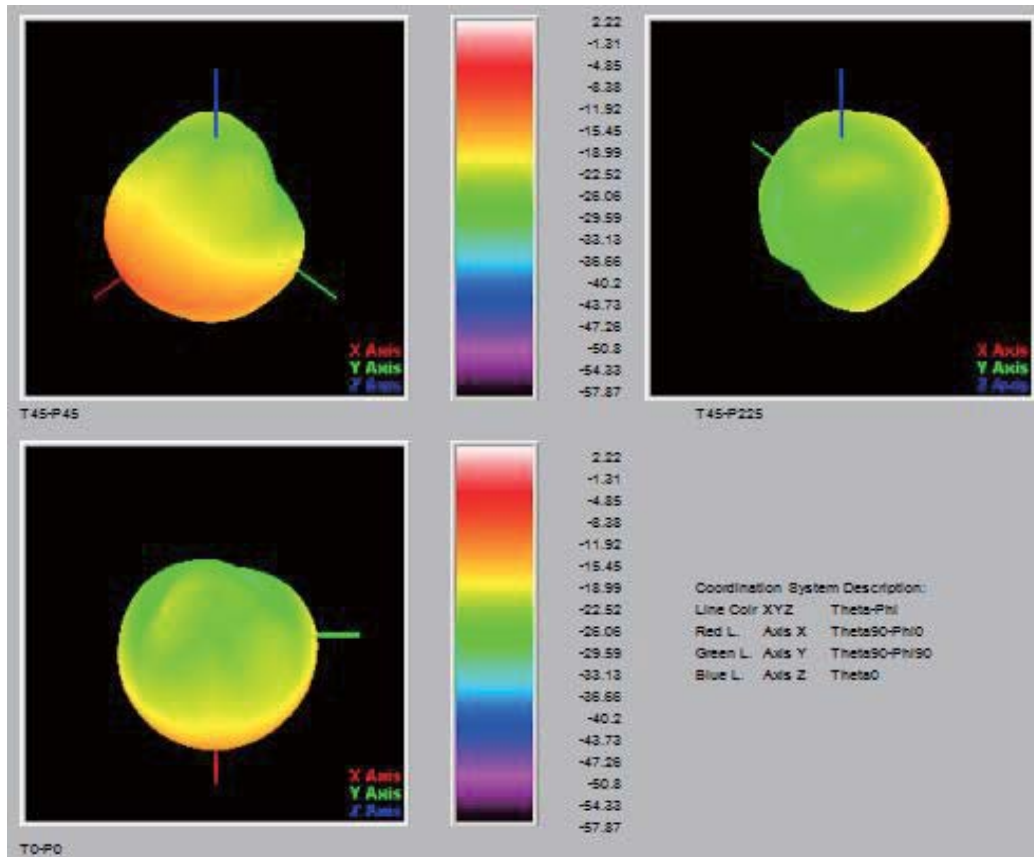 2.22
-1.31
-4.85
-8.38
-11.92
-15.45
-18.99
-22.52
-26.06
-29.59
-33.13
-36.66
-40.2
-43.73
-47.26
-50.8
-54.33
-57.87
X Axis
Y Axis
Z Axis
T45-P45
X Axis
Y Axis
Z Axis
T45-P225
2.22
-1.31
-4.85
-8.38
-11.92
-15.45
-18.99
-22.52
-26.06
-29.59
-33.13
-36.66
-40.2
-43.73
-47.26
-50.8
-54.33
-57.87
X Axis
Y Axis
Z Axis
T0-P0
Coordination System Description:
Line Colr XYZ Theta-Phi
Red L. Axis X Theta90-Phi0
Green L. Axis Y Theta90-Phi90
Blue L. Axis Z Theta0